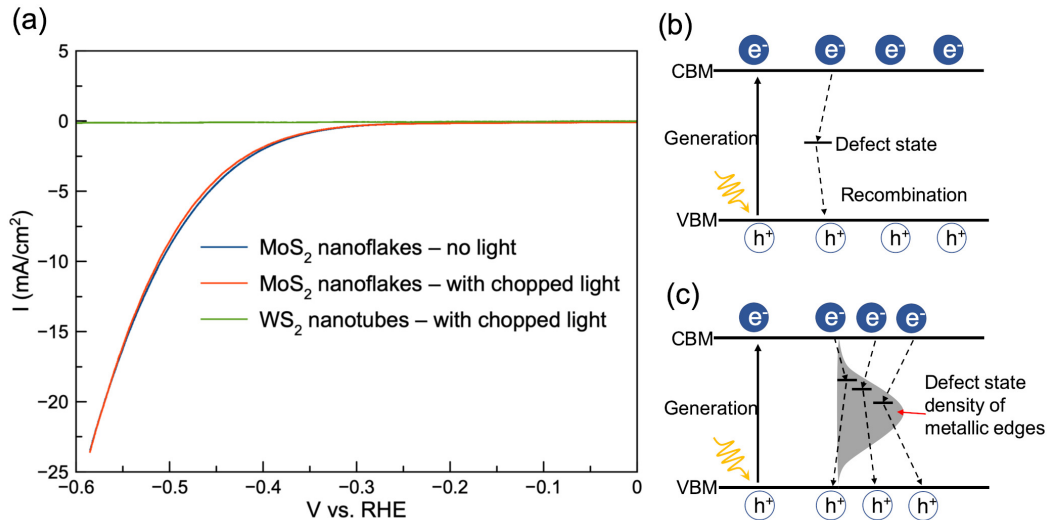 (a)
5
0
−5
−10
−15
−20
−25
I (mA/cm²)
−0.6
−0.5
−0.4
−0.3
−0.2
−0.1
0
V vs. RHE
MoS₂ nanoflakes – no light
MoS₂ nanoflakes – with chopped light
WS₂ nanotubes – with chopped light
(b)
e⁻ e⁻ e⁻ e⁻
CBM
Generation
Defect state
Recombination
VBM
h⁺ h⁺ h⁺ h⁺
(c)
e⁻ e⁻ e⁻ e⁻
CBM
Generation
Defect state
density of
metallic edges
VBM
h⁺ h⁺ h⁺ h⁺